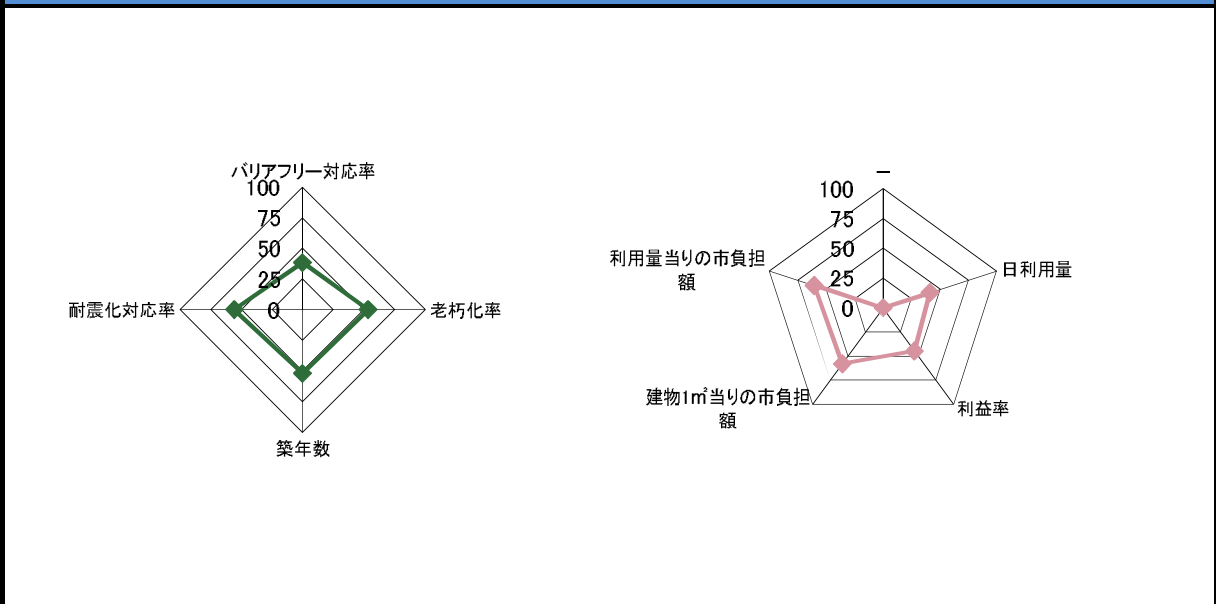 バリアフリー対応率
100
75
50
25
0
耐震化対応率
老朽化率
築年数
－
100
75
50
25
0
利用量当りの市負担
額
日利用量
建物1㎡当りの市負担
額
利益率